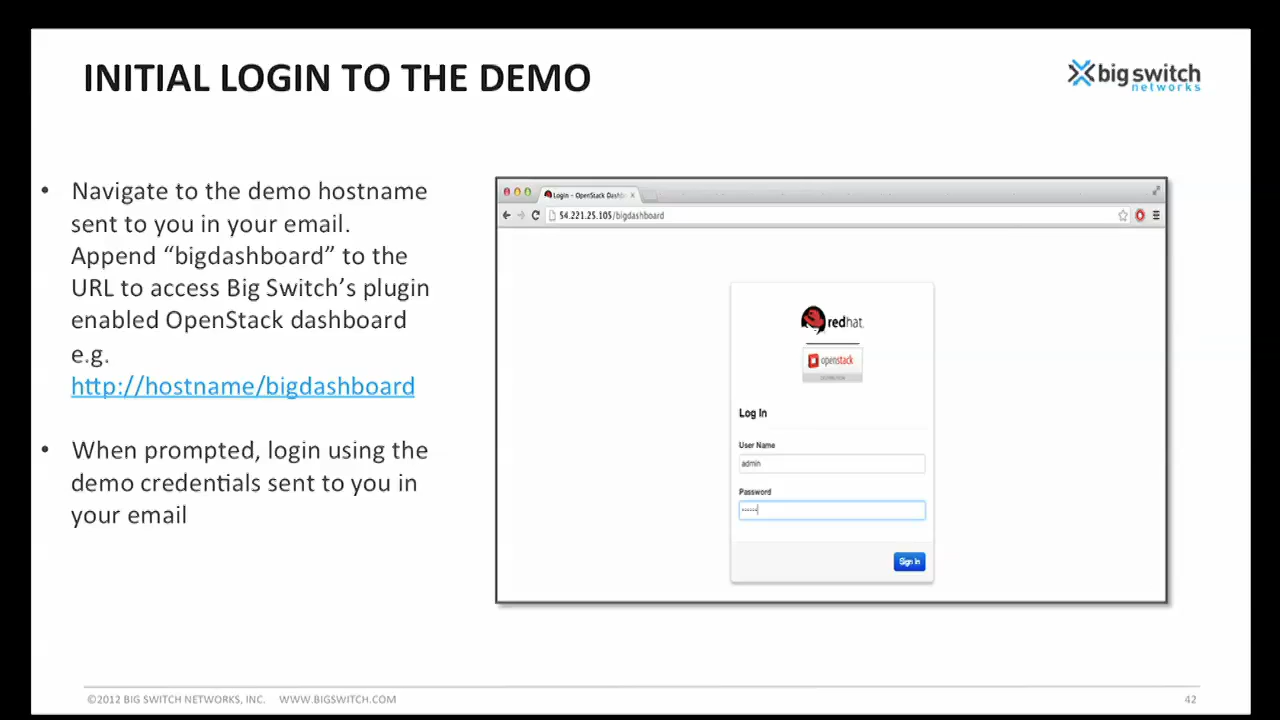 INITIAL LOGIN TO THE DEMO
big switch
networks
• Navigate to the demo hostname
sent to you in your email.
Append “bigdashboard” to the
URL to access Big Switch’s plugin
enabled OpenStack dashboard
e.g.
http://hostname/bigdashboard
• When prompted, login using the
demo credentials sent to you in
your email
Login - OpenStack Dashb
54.221.25.105/bigdashboard
redhat.
openstack
Log In
User Name
admin
Password
Sign In
©2012 BIG SWITCH NETWORKS, INC. WWW.BIGSWITCH.COM
42